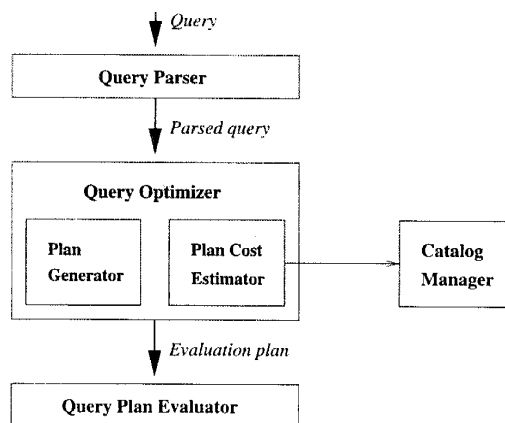 Query
Query Parser
Parsed query
Query Optimizer
Plan
Generator
Plan Cost
Estimator
Catalog
Manager
Evaluation plan
Query Plan Evaluator